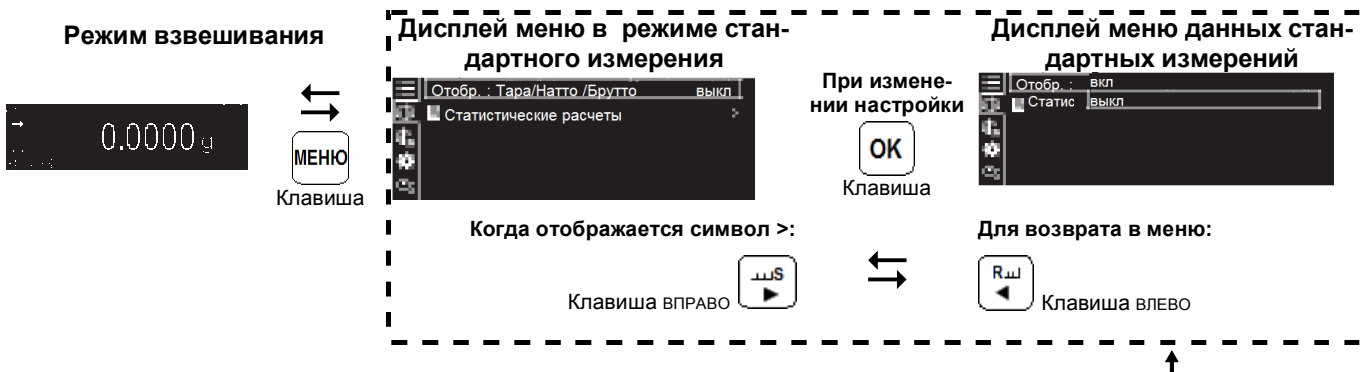 Режим взвешивания
0.0000 g
МЕНЮ
Клавиша
Дисплей меню в режиме стан-
дартного измерения
Отобр. : Тара/Натто /Брутто выкл
Статистические расчеты >
При измене-
нии настройки
OK
Клавиша
Дисплей меню данных стан-
дартных измерений
Отобр. : вкл
Статис выкл
Когда отображается символ >:
Клавиша ВПРАВО
S
Для возврата в меню:
R
Клавиша ВЛЕВО